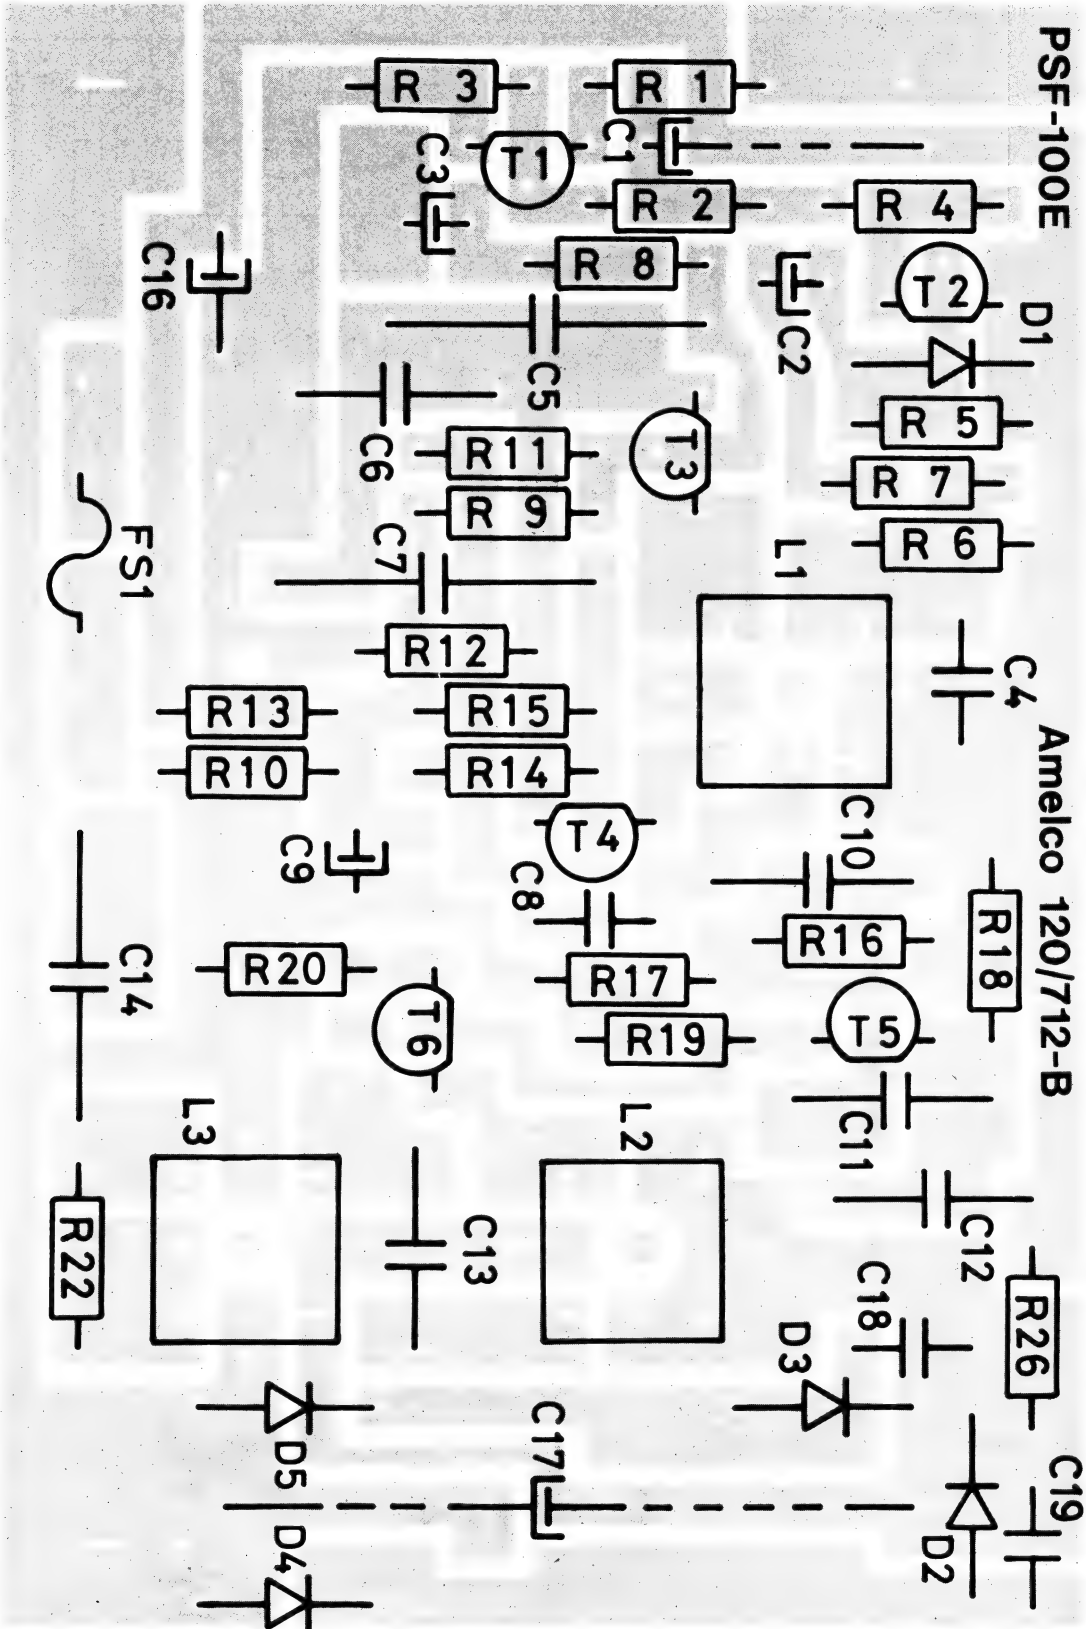 PSF-100E
R 3
R 1
C1
C3
T1
R 2
R 4
R 8
C16
T2
C2
D1
C5
R 5
C6
R11
T3
R 7
R 9
FS1
C7
L1
R 6
R12
C4
R13
R15
R10
R14
Amelco 120/712-B
C10
T4
C9
C8
R16
R18
C14
R20
R17
T6
R19
T5
C11
L3
L2
R22
C13
C12
C18
R26
D3
D5
C17
C19
D4
D2